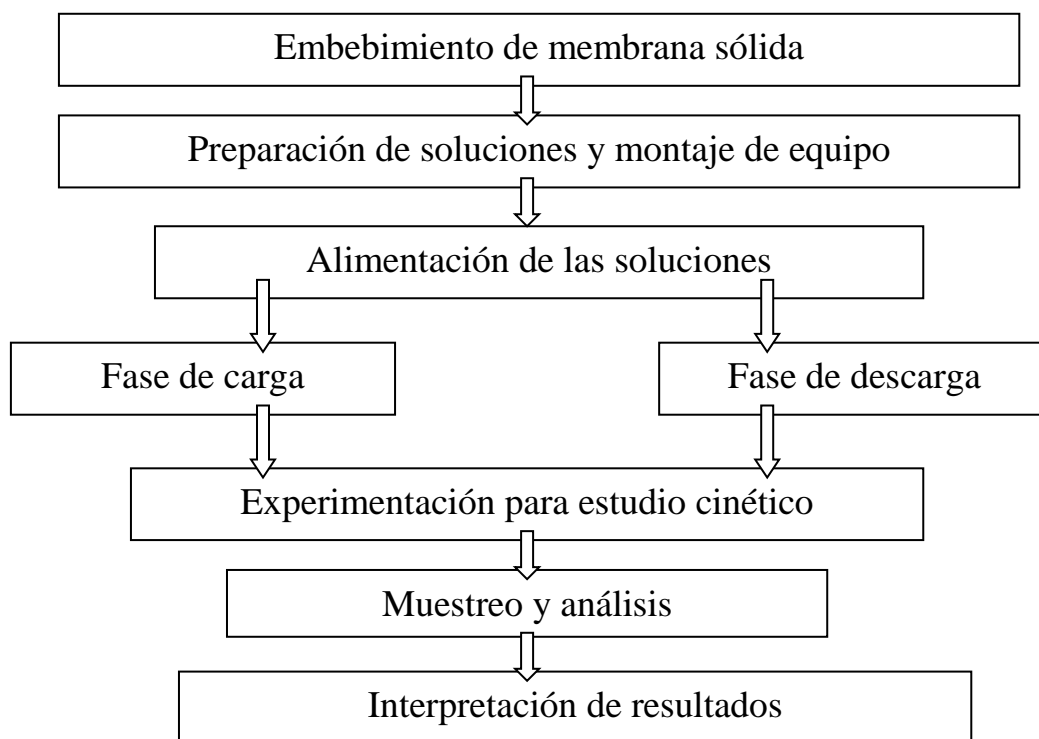 Embebimiento de membrana sólida
Preparación de soluciones y montaje de equipo
Alimentación de las soluciones
Fase de carga
Fase de descarga
Experimentación para estudio cinético
Muestreo y análisis
Interpretación de resultados